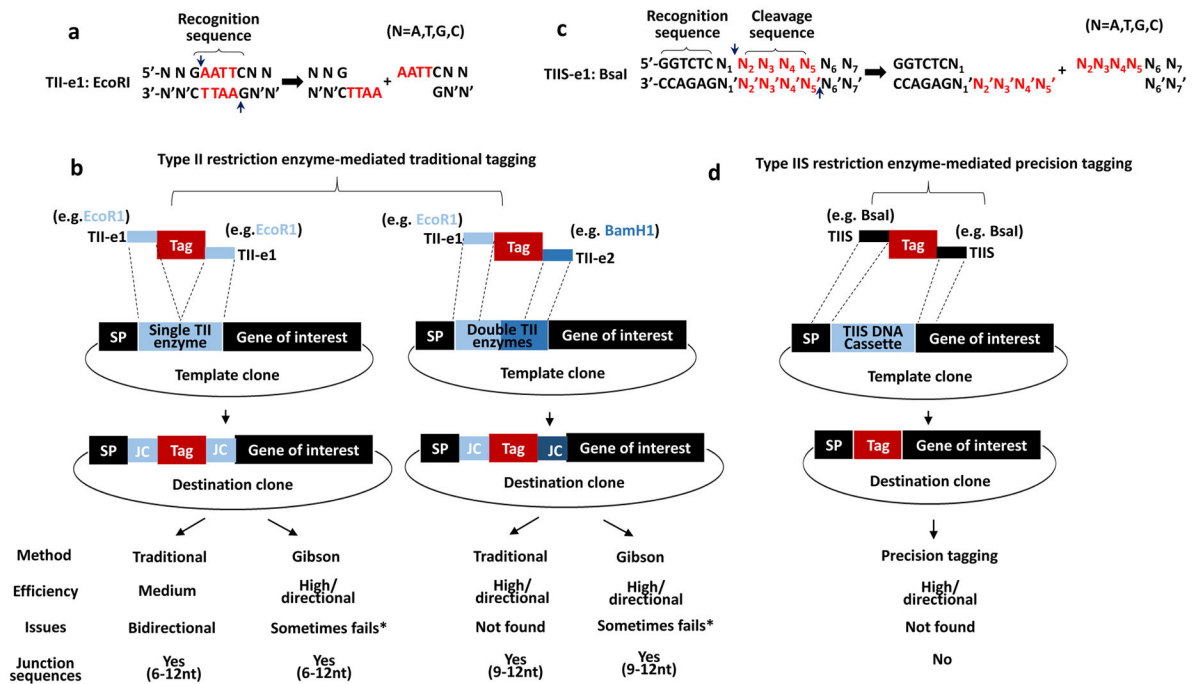 a
Recognition
sequence
(N=A,T,G,C)
TII-e1: EcoRI
5’-N N GAATTCNN
3’-N'N'CTTAAGN'N'
N N G
N'N'CTTAA
+
AATTCNN
GN'N'
c
Recognition
sequence
Cleavage
sequence
(N=A,T,G,C)
TIIS-e1: BsaI
5’-GGTCTC N1 N2 N3 N4 N5 N6 N7
3’-CCAGAGN1’N2’N3’N4’N5’N6’N7’
GGTCTCN1
CCAGAGN1’N2’N3’N4’N5’
+
N2N3N4N5N6 N7
N6’N7’
b
Type II restriction enzyme-mediated traditional tagging
(e.g.EcoR1)
TII-e1
Tag
(e.g.EcoR1)
TII-e1
SP
Single TII
enzyme
Gene of interest
Template clone
SP
JC
Tag
JC
Gene of interest
Destination clone
(e.g. EcoR1)
TII-e1
Tag
(e.g. BamH1)
TII-e2
SP
Double TII
enzymes
Gene of interest
Template clone
SP
JC
Tag
JC
Gene of interest
Destination clone
d
Type IIS restriction enzyme-mediated precision tagging
(e.g. BsaI)
TIIS
Tag
(e.g. BsaI)
TIIS
SP
TIIS DNA
Cassette
Gene of interest
Template clone
SP
Tag
Gene of interest
Destination clone
Method
Traditional
Gibson
Traditional
Gibson
Precision tagging
Efficiency
Medium
High/
directional
High/
directional
High/
directional
High/
directional
Issues
Bidirectional
Sometimes fails*
Not found
Sometimes fails*
Not found
Junction
sequences
Yes
(6-12nt)
Yes
(6-12nt)
Yes
(9-12nt)
Yes
(9-12nt)
No